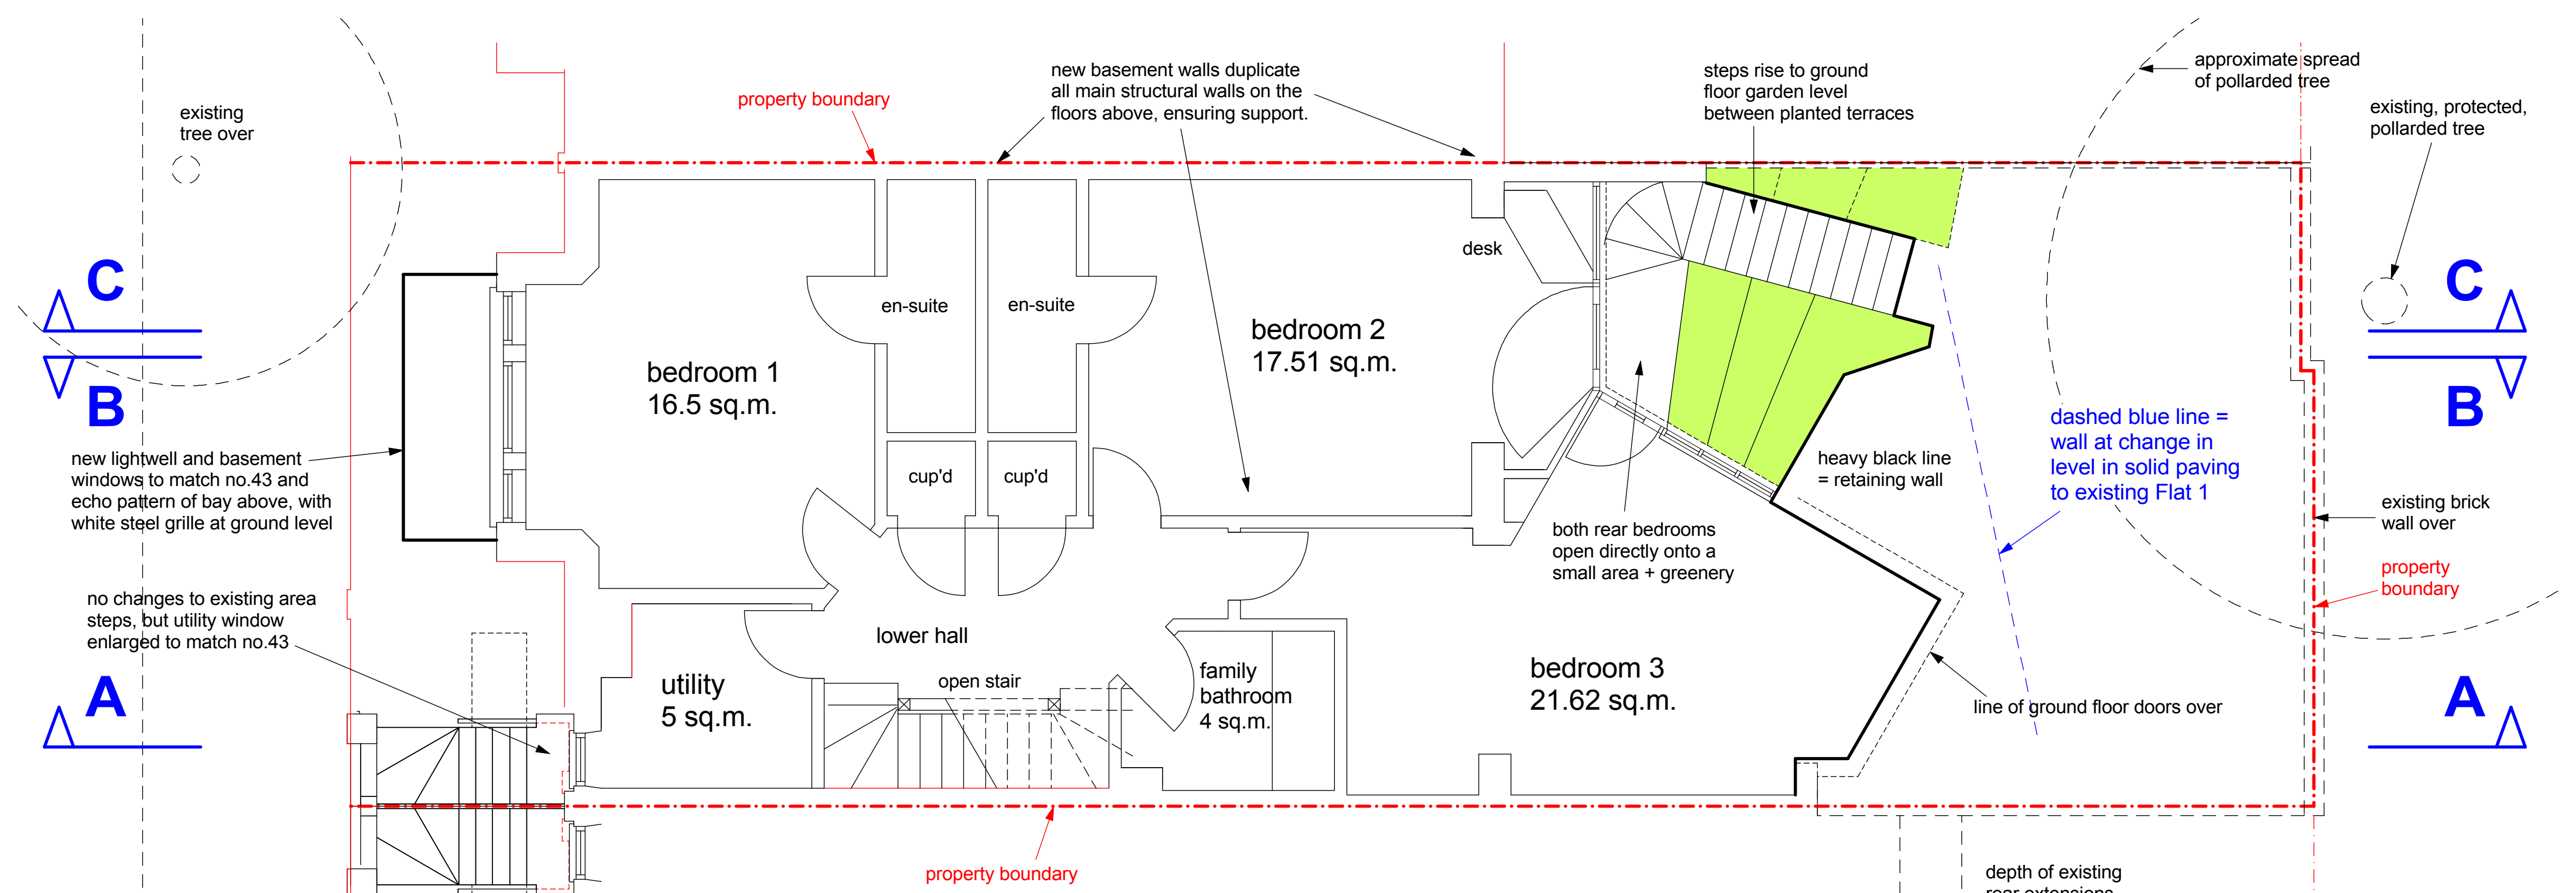 existing
tree over
property boundary
new basement walls duplicate
all main structural walls on the
floors above, ensuring support.
steps rise to ground
floor garden level
between planted terraces
approximate spread
of pollarded tree
existing, protected,
pollarded tree
C
B
C
B
desk
en-suite
en-suite
bedroom 1
16.5 sq.m.
bedroom 2
17.51 sq.m.
cup'd
cup'd
new lightwell and basement
windows to match no.43 and
echo pattern of bay above, with
white steel grille at ground level
heavy black line
= retaining wall
dashed blue line =
wall at change in
level in solid paving
to existing Flat 1
existing brick
wall over
both rear bedrooms
open directly onto a
small area + greenery
property
boundary
no changes to existing area
steps, but utility window
enlarged to match no.43
lower hall
open stair
A
utility
5 sq.m.
family
bathroom
4 sq.m.
bedroom 3
21.62 sq.m.
line of ground floor doors over
A
property boundary
depth of existing
rear extensions